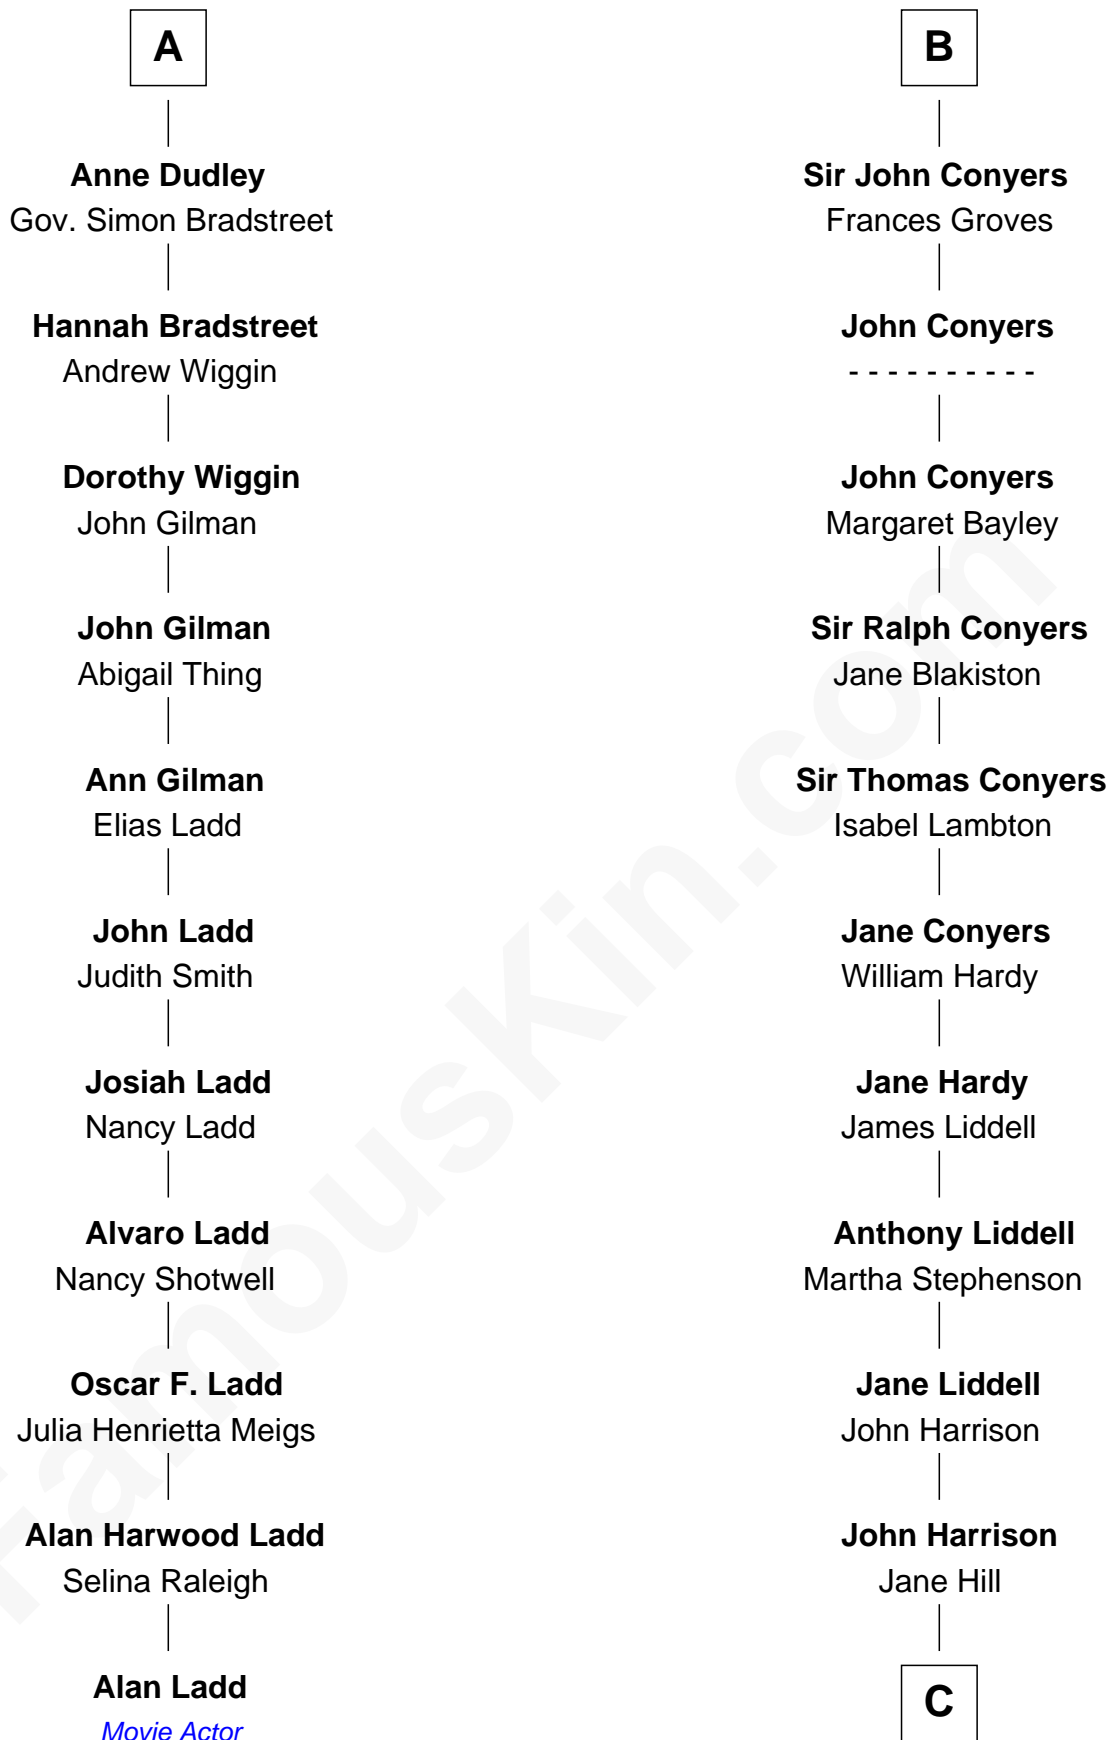 A
Anne Dudley
Gov. Simon Bradstreet
Hannah Bradstreet
Andrew Wiggin
Dorothy Wiggin
John Gilman
John Gilman
Abigail Thing
Ann Gilman
Elias Ladd
John Ladd
Judith Smith
Josiah Ladd
Nancy Ladd
Alvaro Ladd
Nancy Shotwell
Oscar F. Ladd
Julia Henrietta Meigs
Alan Harwood Ladd
Selina Raleigh
Alan Ladd
Movie Actor
B
Sir John Conyers
Frances Groves
John Conyers
- - - - - - - - - -
John Conyers
Margaret Bayley
Sir Ralph Conyers
Jane Blakiston
Sir Thomas Conyers
Isabel Lambton
Jane Conyers
William Hardy
Jane Hardy
James Liddell
Anthony Liddell
Martha Stephenson
Jane Liddell
John Harrison
John Harrison
Jane Hill
C
FamousKin.com